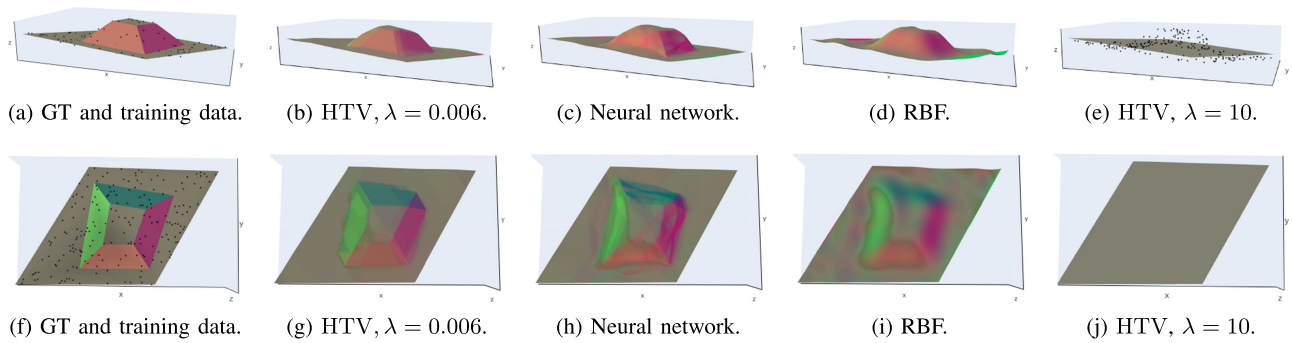 z x y
z x Y
z x Y
z x Y
z x y
(a) GT and training data. (b) HTV, λ = 0.006. (c) Neural network. (d) RBF. (e) HTV, λ = 10.
y x z
Y x z
Y x z
Y x z
y x z
(f) GT and training data. (g) HTV, λ = 0.006. (h) Neural network. (i) RBF. (j) HTV, λ = 10.